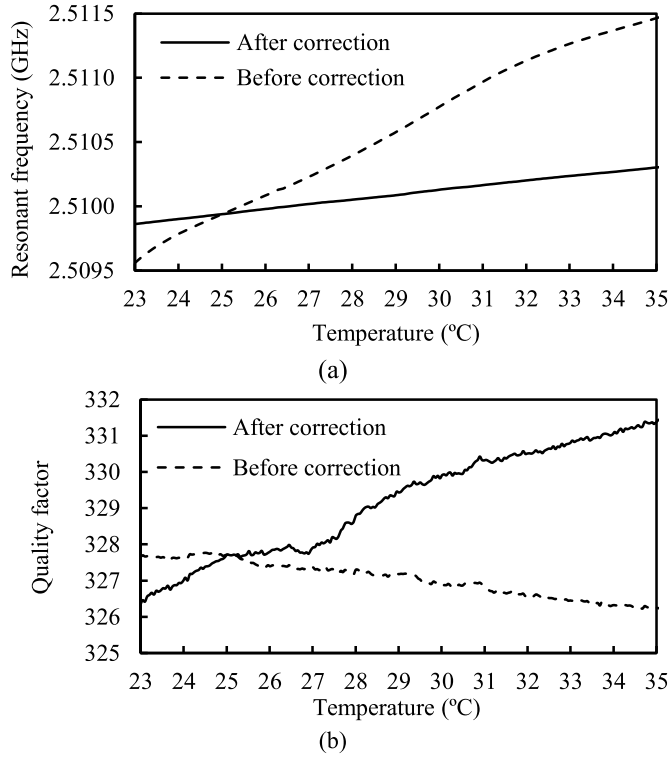 2.5115
2.5110
2.5105
2.5100
2.5095
Resonant frequency (GHz)
After correction
Before correction
23 24 25 26 27 28 29 30 31 32 33 34 35
Temperature (ºC)
(a)
332
331
330
329
328
327
326
325
Quality factor
After correction
Before correction
23 24 25 26 27 28 29 30 31 32 33 34 35
Temperature (ºC)
(b)